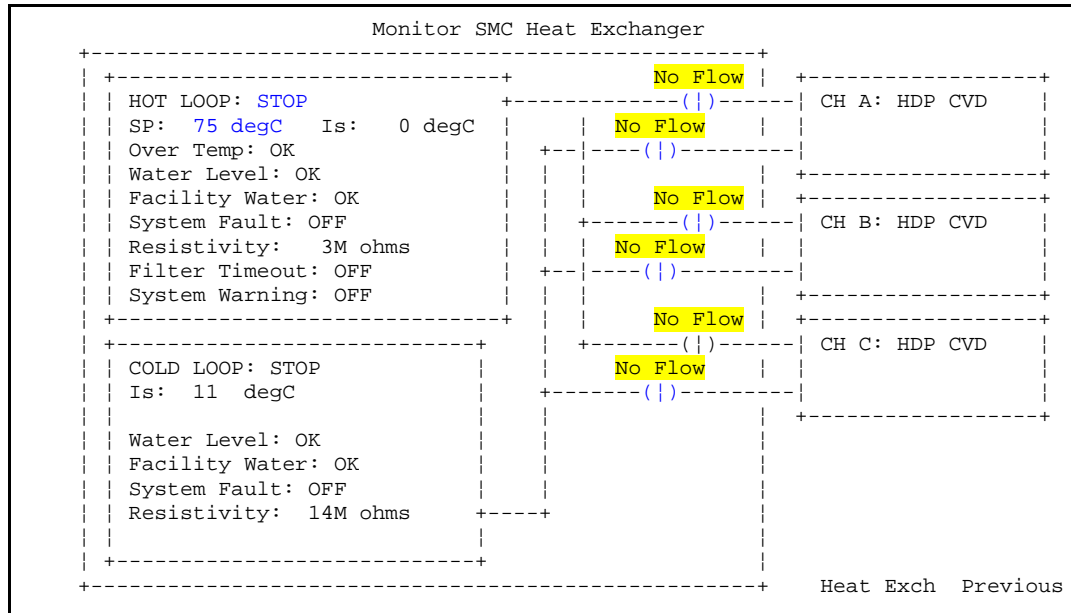 Monitor SMC Heat Exchanger
No Flow
HOT LOOP: STOP CH A: HDP CVD
SP: 75 degC Is: 0 degC No Flow
Over Temp: OK
Water Level: OK
Facility Water: OK No Flow
System Fault: OFF CH B: HDP CVD
Resistivity: 3M ohms No Flow
Filter Timeout: OFF
System Warning: OFF
No Flow
CH C: HDP CVD
COLD LOOP: STOP No Flow
Is: 11 degC
Water Level: OK
Facility Water: OK
System Fault: OFF
Resistivity: 14M ohms
Heat Exch Previous